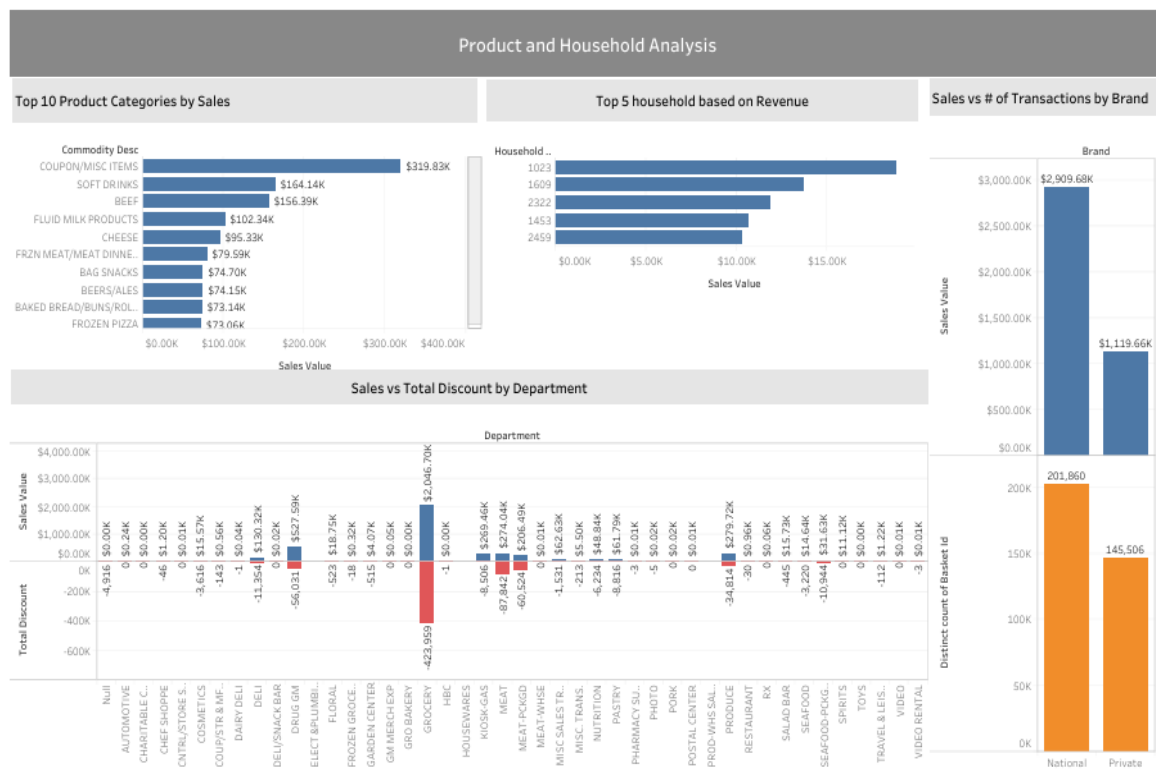 Product and Household Analysis
Top 10 Product Categories by Sales
Commodity Desc
COUPON/MISC ITEMS $319.83K
SOFT DRINKS $164.14K
BEEF $156.39K
FLUID MILK PRODUCTS $102.34K
CHEESE $95.33K
FRZN MEAT/MEAT DINNE.. $79.59K
BAG SNACKS $74.70K
BEERS/ALES $74.15K
BAKED BREAD/BUNS/ROL.. $73.14K
FROZEN PIZZA $73.06K
$0.00K $100.00K $200.00K $300.00K $400.00K
Sales Value
Top 5 household based on Revenue
Household ..
1023
1609
2322
1453
2459
$0.00K $5.00K $10.00K $15.00K
Sales Value
Sales vs # of Transactions by Brand
Brand
Sales Value
$3,000.00K
$2,500.00K
$2,000.00K
$1,500.00K
$1,000.00K
$500.00K
$0.00K
$2,909.68K
$1,119.66K
Distinct count of Basket Id
200K
150K
100K
50K
0K
201,860
145,506
National Private
Sales vs Total Discount by Department
Department
Sales Value
$4,000.00K
$3,000.00K
$2,000.00K
$1,000.00K
$0.00K
$0.00K $0.24K $0.00K $1.20K $0.01K $15.57K $0.56K $0.04K $130.32K $0.02K $527.59K $18.75K $0.32K $4.07K $0.05K $0.00K $2,046.70K $0.00K $269.46K $274.04K $206.49K $0.01K $62.63K $5.50K $48.84K $61.79K $0.01K $0.02K $0.02K $0.01K $279.72K $0.96K $0.06K $15.73K $14.64K $31.63K $11.12K $0.00K $1.22K $0.01K $0.01K
Total Discount
0K
-200K
-400K
-600K
-4,916 0 0 -46 0 -3,616 -143 -1 -11,354 0 -56,031 -523 -18 -515 0 0 -423,959 -1 -8,506 -87,842 -60,524 0 -1,531 -213 -6,234 -8,816 -3 -5 0 0 -34,814 -30 0 -445 -3,220 -10,944 0 0 -112 0 -3
Null
AUTOMOTIVE
CHARITABLE C..
CHEF SHOPPE
CNTRL/STORE S..
COSMETICS
COUP/STR & MF..
DAIRY DELI
DELI
DELI/SNACK BAR
DRUG GM
ELECT &PLUMBI..
FLORAL
FROZEN GROCE..
GARDEN CENTER
GM MERCH EXP
GRO BAKERY
GROCERY
HBC
HOUSEWARES
KIOSK-GAS
MEAT
MEAT-PCKGD
MEAT-WHSE
MISC SALES TR..
MISC. TRANS.
NUTRITION
PASTRY
PHARMACY SU..
PHOTO
PORK
POSTAL CENTER
PROD-WHS SAL..
PRODUCE
RESTAURANT
RX
SALAD BAR
SEAFOOD
SEAFOOD-PCKG..
SPIRITS
TOYS
TRAVEL & LEIS..
VIDEO
VIDEO RENTAL